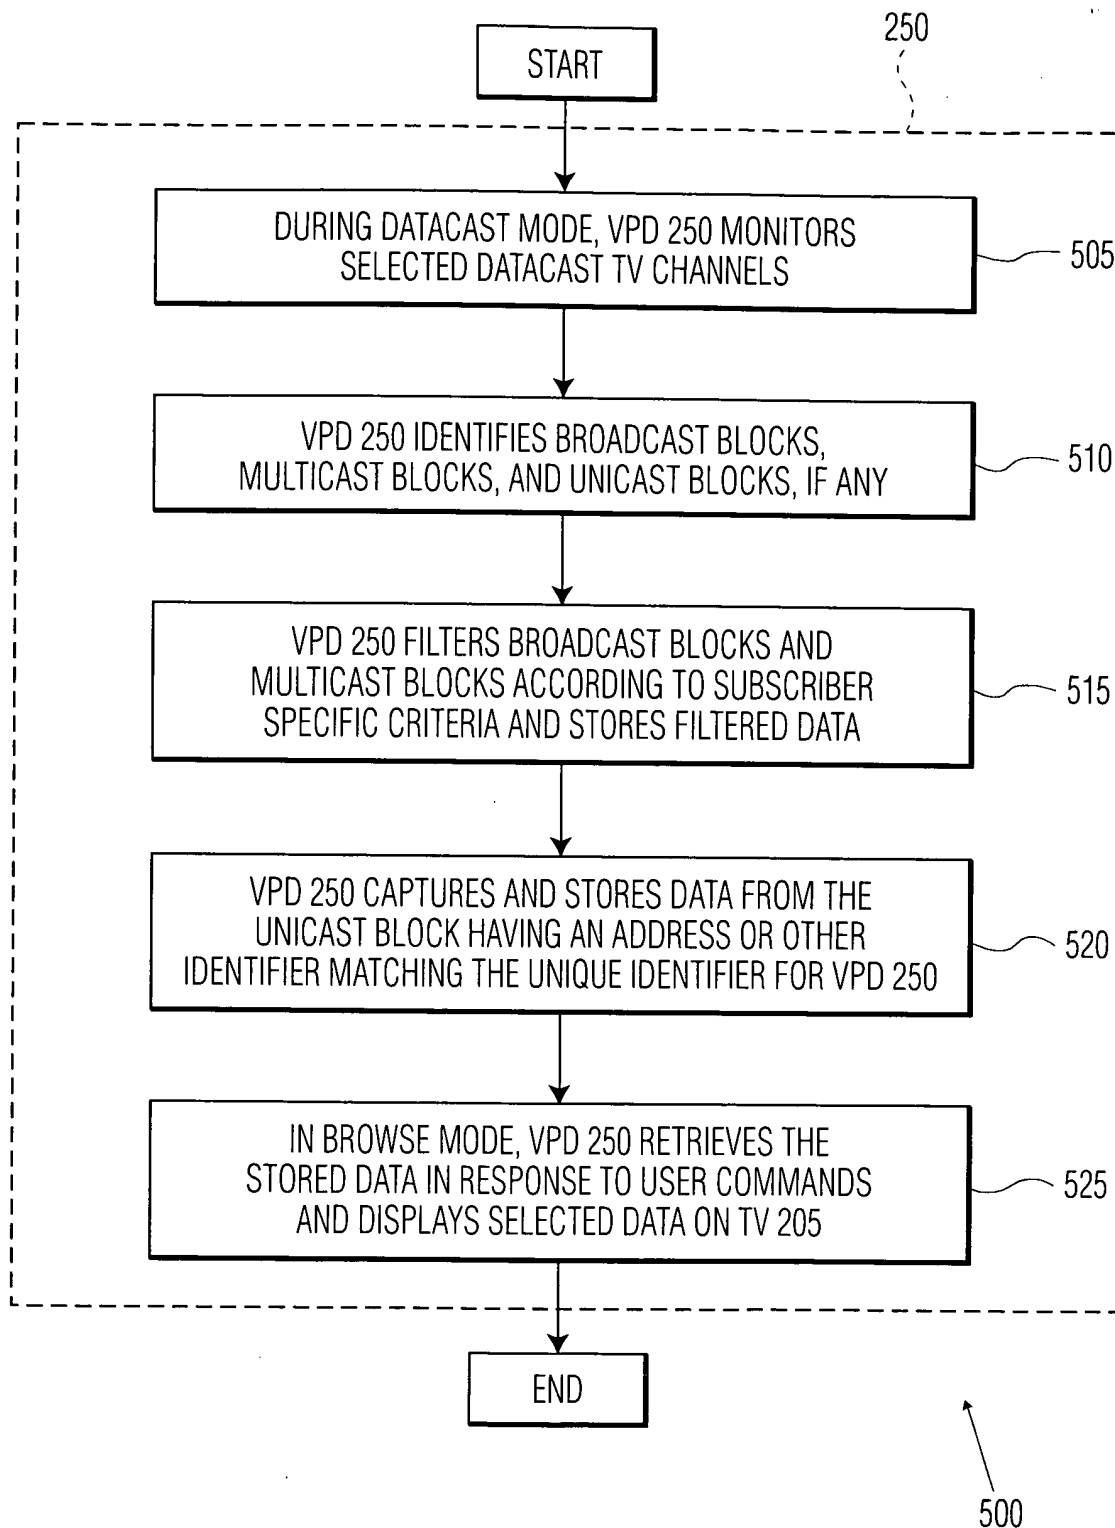 250
START
DURING DATACAST MODE, VPD 250 MONITORS
SELECTED DATACAST TV CHANNELS
505
VPD 250 IDENTIFIES BROADCAST BLOCKS,
MULTICAST BLOCKS, AND UNICAST BLOCKS, IF ANY
510
VPD 250 FILTERS BROADCAST BLOCKS AND
MULTICAST BLOCKS ACCORDING TO SUBSCRIBER
SPECIFIC CRITERIA AND STORES FILTERED DATA
515
VPD 250 CAPTURES AND STORES DATA FROM THE
UNICAST BLOCK HAVING AN ADDRESS OR OTHER
IDENTIFIER MATCHING THE UNIQUE IDENTIFIER FOR VPD 250
520
IN BROWSE MODE, VPD 250 RETRIEVES THE
STORED DATA IN RESPONSE TO USER COMMANDS
AND DISPLAYS SELECTED DATA ON TV 205
525
END
500